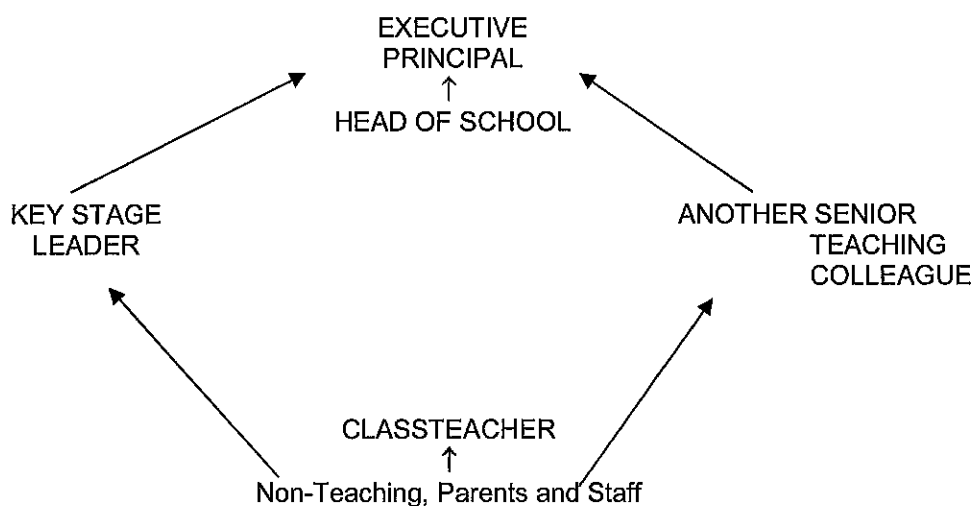 EXECUTIVE
PRINCIPAL
↑
HEAD OF SCHOOL
KEY STAGE
LEADER
ANOTHER SENIOR
TEACHING
COLLEAGUE
CLASSTEACHER
↑
Non-Teaching, Parents and Staff